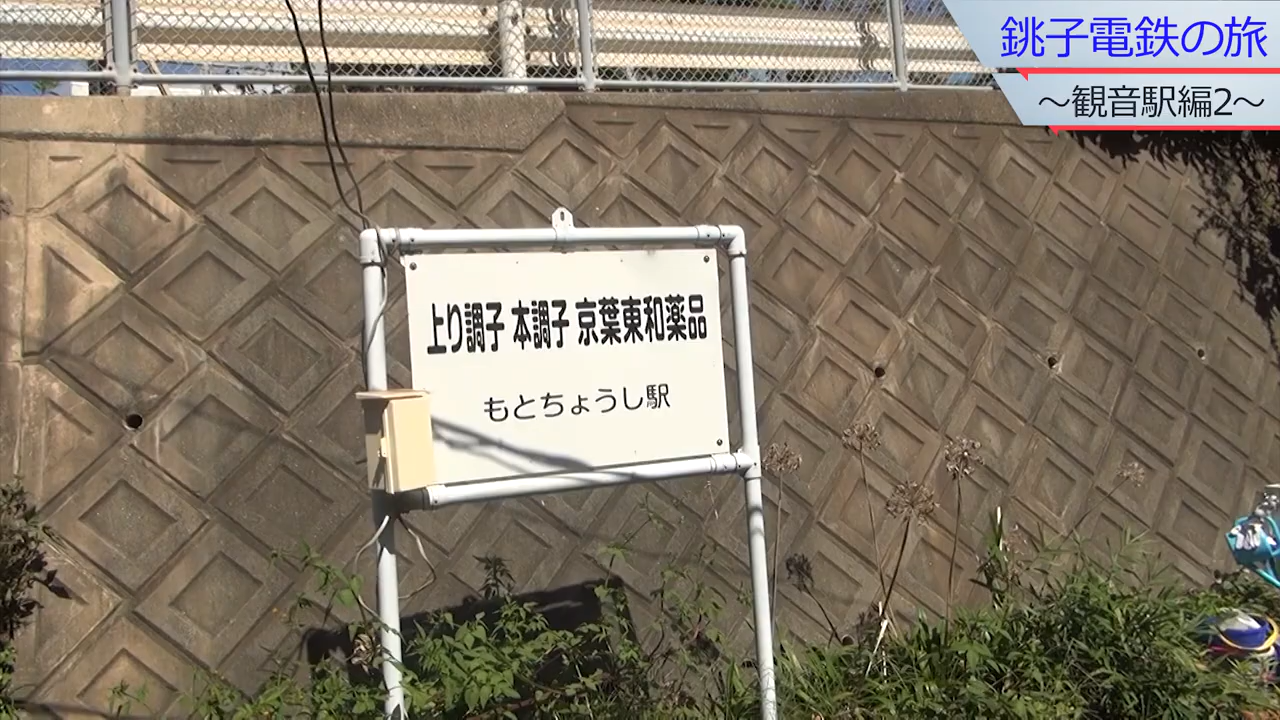 銚子電鉄の旅
～観音駅編2～
上り調子 本調子 京葉東和薬品
もとちょうし駅